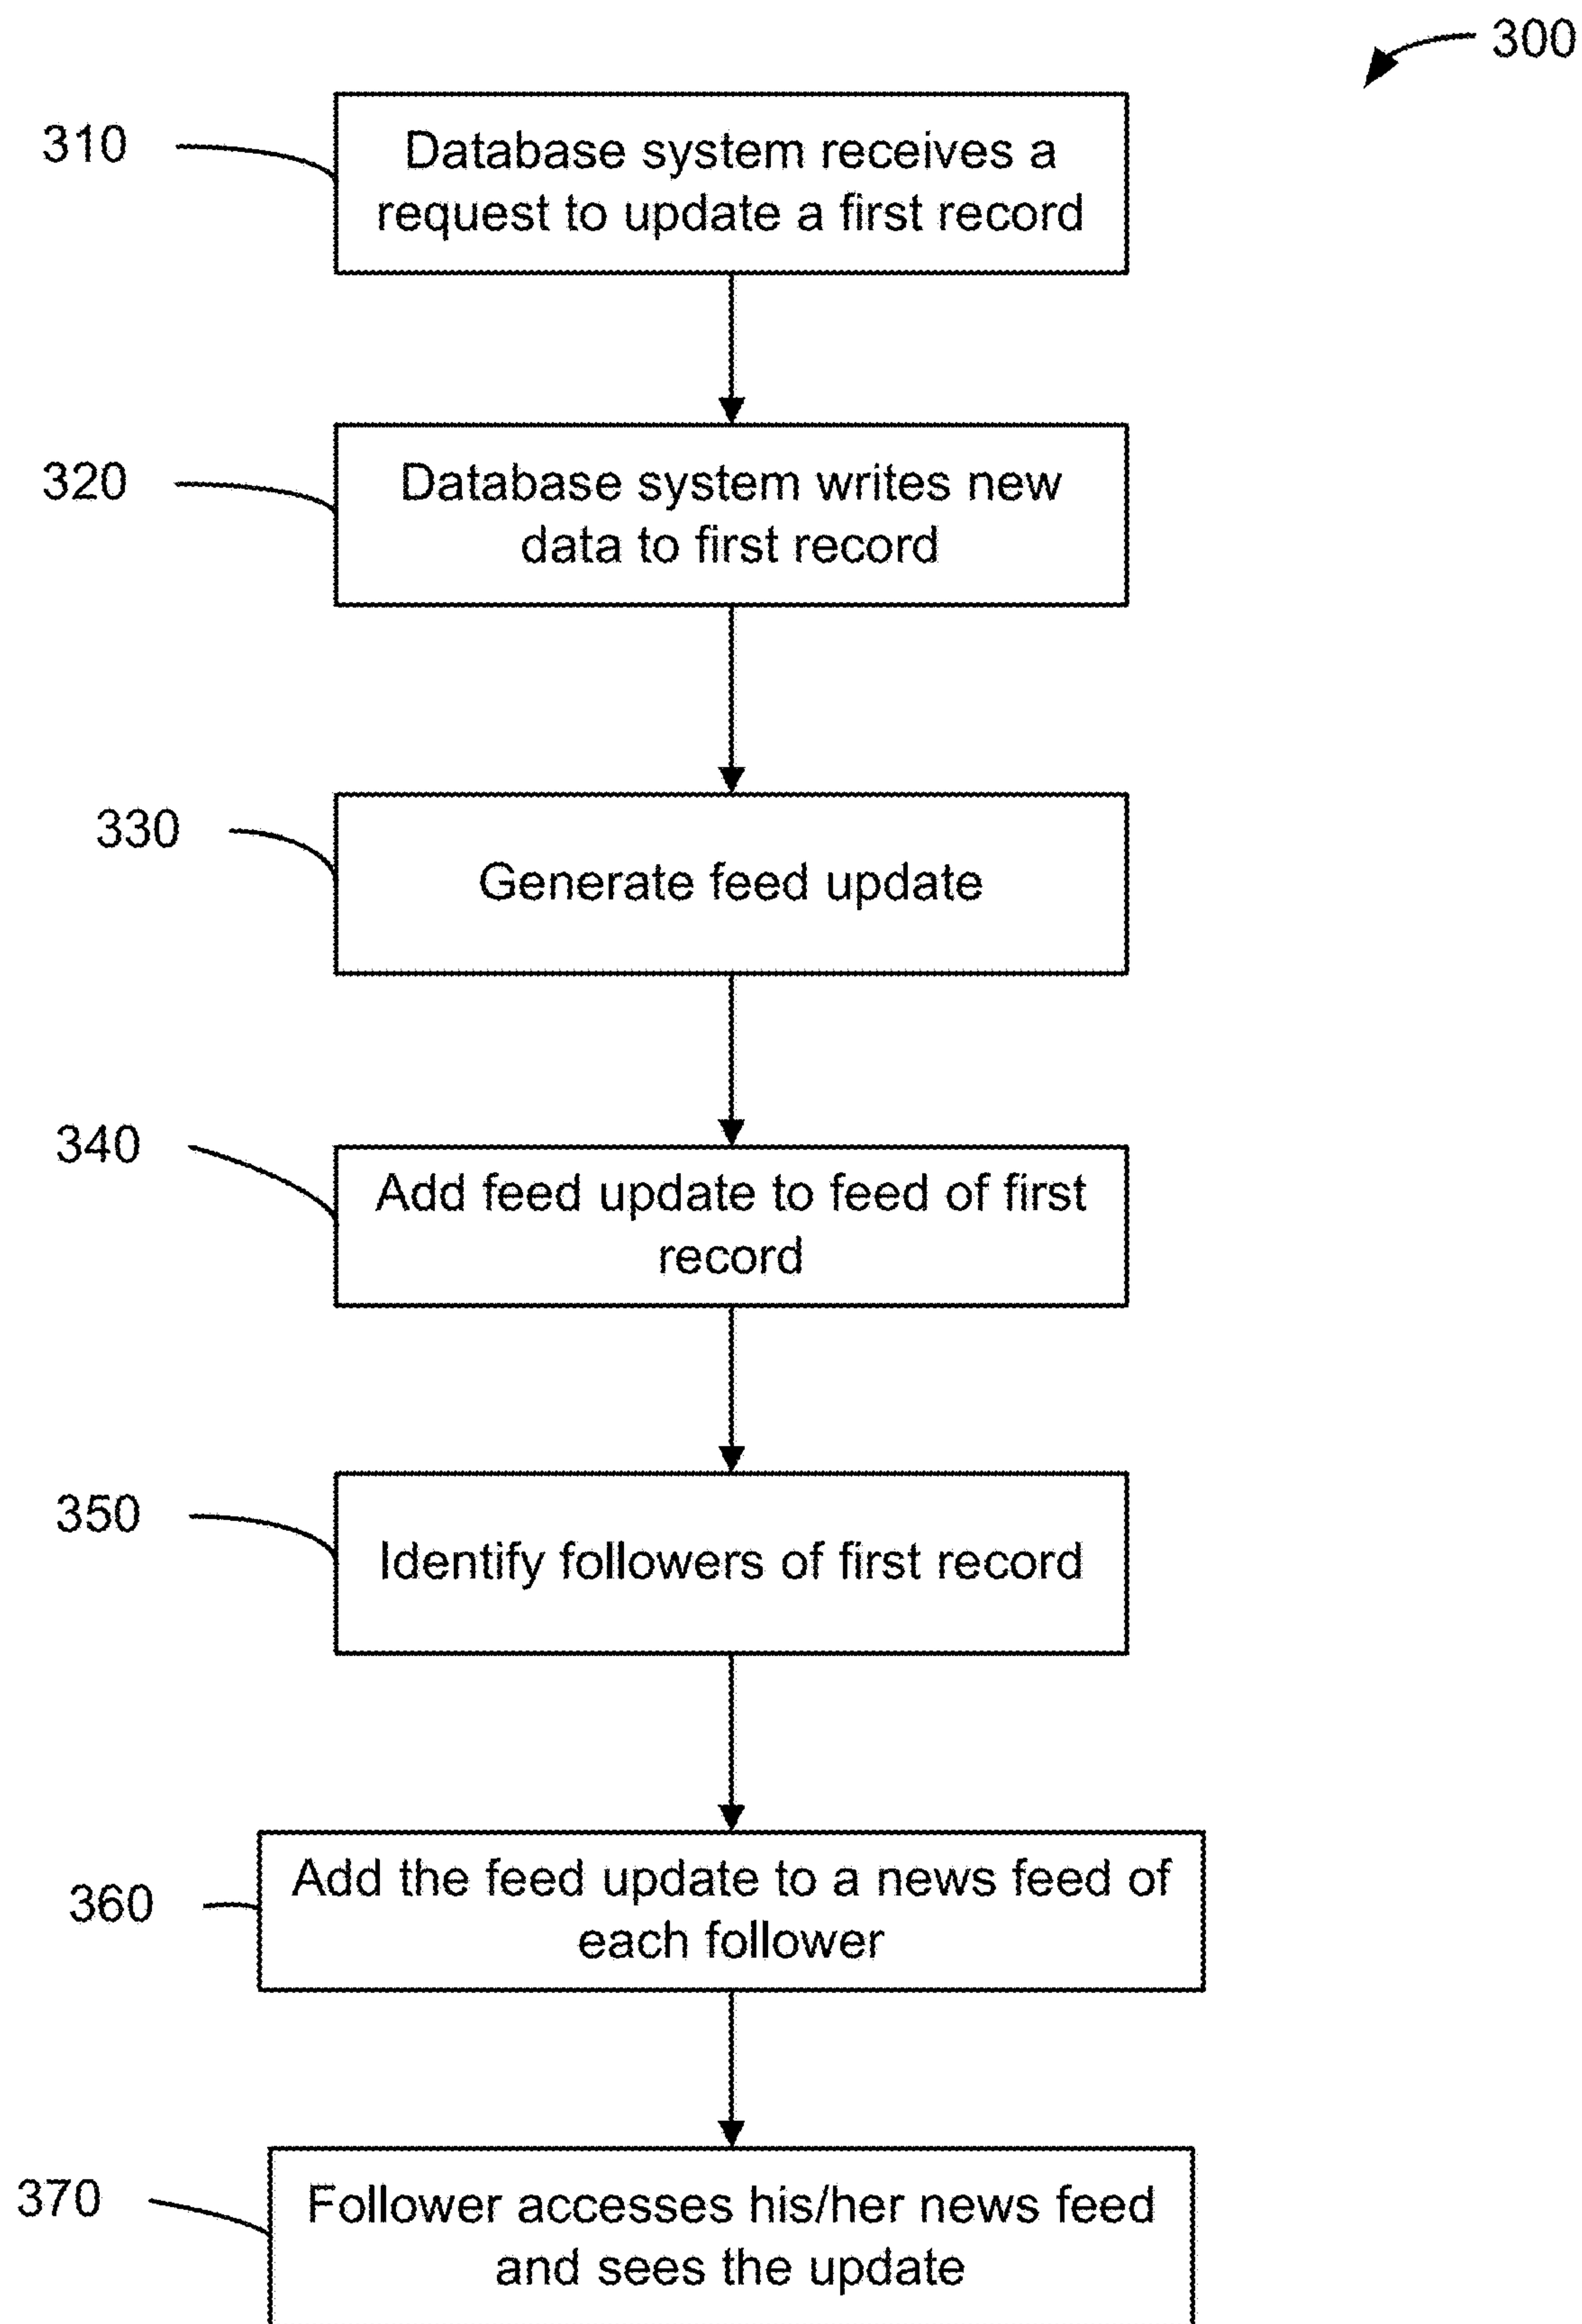 300
310
Database system receives a
request to update a first record
320
Database system writes new
data to first record
330
Generate feed update
340
Add feed update to feed of first
record
350
Identify followers of first record
360
Add the feed update to a news feed of
each follower
370
Follower accesses his/her news feed
and sees the update